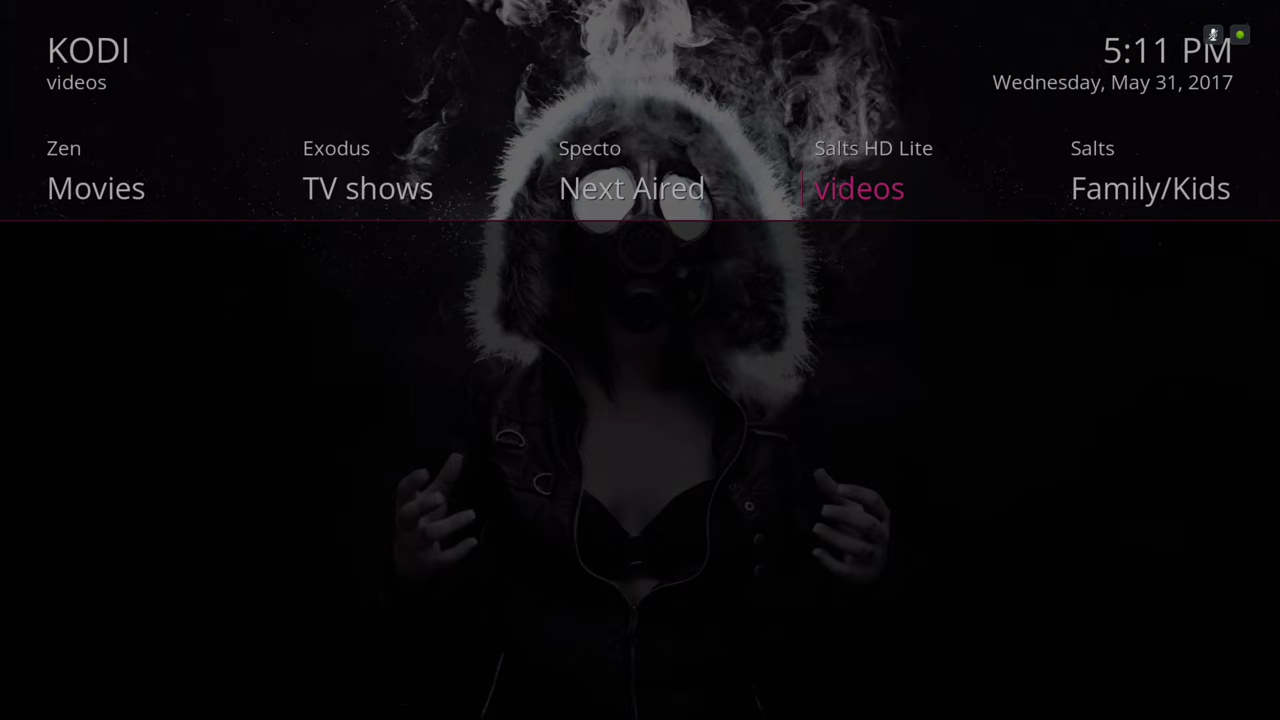 KODI
5:11 PM
videos
Wednesday, May 31, 2017
Zen
Exodus
Specto
Salts HD Lite
Salts
Movies
TV shows
Next Aired
videos
Family/Kids